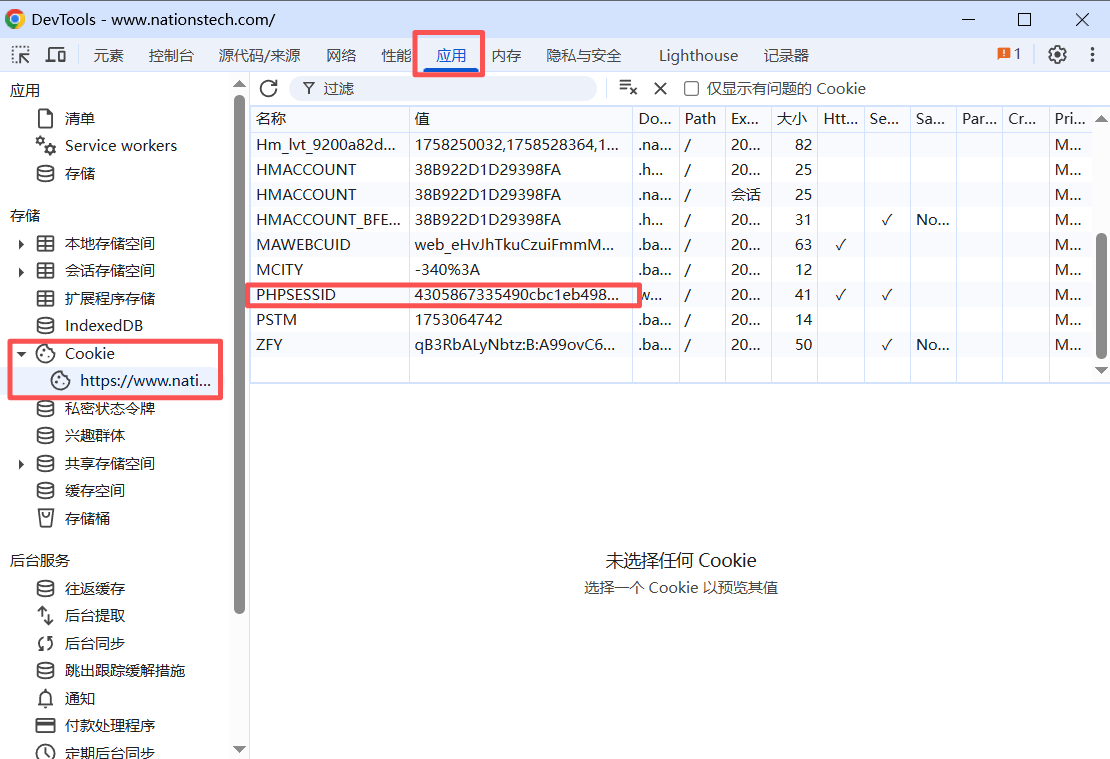 DevTools - www.nationstech.com/
元素 控制台 源代码/来源 网络 性能 应用 内存 隐私与安全 Lighthouse 记录器 1
应用
清单
Service workers
存储
存储
本地存储空间
会话存储空间
扩展程序存储
IndexedDB
Cookie
https://www.nati...
私密状态令牌
兴趣群体
共享存储空间
缓存空间
存储桶
后台服务
往返缓存
后台提取
后台同步
跳出跟踪缓解措施
通知
付款处理程序
定期后台同步
过滤 仅显示有问题的 Cookie
名称 值 Do... Path Ex... 大小 Htt... Se... Sa... Par... Cr... Pri...
Hm_lvt_9200a82d... 1758250032,1758528364,1... .na... / 20... 82 M...
HMACCOUNT 38B922D1D29398FA .h... / 20... 25 M...
HMACCOUNT 38B922D1D29398FA .na... / 会话 25 M...
HMACCOUNT_BFE... 38B922D1D29398FA .h... / 20... 31 ✓ No... M...
MAWEBCUID web_eHvJhTkuCzuiFmmM... .ba... / 20... 63 ✓ M...
MCITY -340%3A .ba... / 20... 12 M...
PHPSESSID 4305867335490cbc1eb498... w... / 20... 41 ✓ ✓ M...
PSTM 1753064742 .ba... / 20... 14 M...
ZFY qB3RbALyNbtz:B:A99ovC6... .ba... / 20... 50 ✓ No... M...
未选择任何 Cookie
选择一个 Cookie 以预览其值